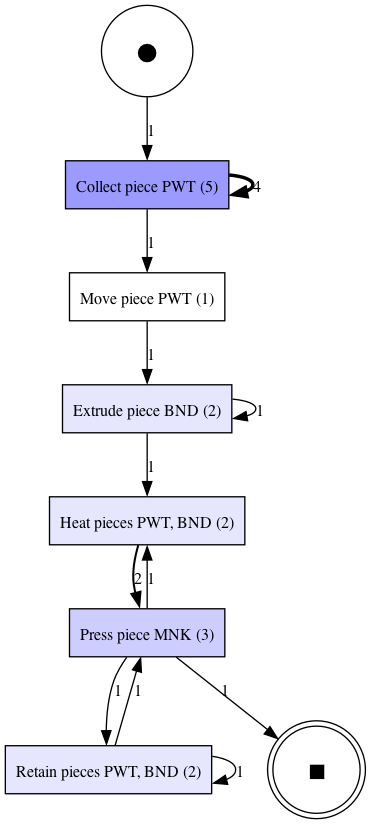 1
Collect piece PWT (5)
4
1
Move piece PWT (1)
1
Extrude piece BND (2)
1
1
Heat pieces PWT, BND (2)
2
1
Press piece MNK (3)
1
1
1
Retain pieces PWT, BND (2)
1